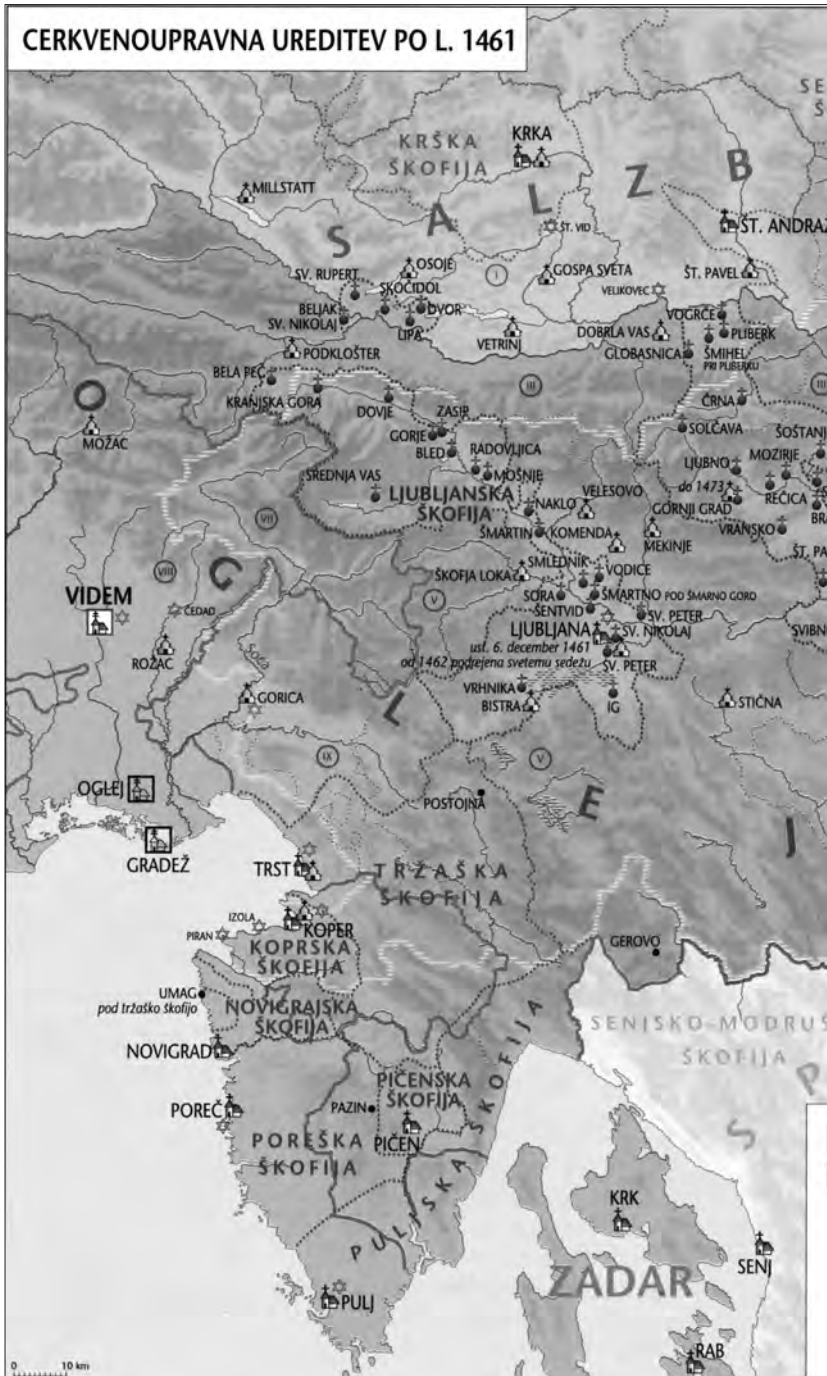 CERKVENOUPRAVNA UREDITEV PO L. 1461
KRŠKA
ŠKOFIJA
KRKA
MILLSTATT
S A L Z B
ŠT. VID
ŠT. ANDRAŽ
OSOJE
SV. RUPERT
SKOČIDOL
I
GOSPA SVETA
ŠT. PAVEL
VELIKOVEC
BELJAK
SV. NIKOLAJ
DVOR
LIPA
VETRINJ
DOBRLA VAS
VOGRČE
PLIBERK
GLOBASNICA
ŠMIHEL
PRI PLIBERKU
PODKLOŠTER
BELA PEČ
KRANJSKA GORA
DOVJE
III
III
ČRNA
O G L E J
MOŽAC
ZASIP
GORJE
BLED
RADOVLJICA
MOŠNJE
SOLČAVA
ŠOŠTANJ
LJUBNO
MOZIRJE
do 1473
REČICA
GORNJI GRAD
VRANSKO
SREDNJA VAS
LJUBLJANSKA
ŠKOFIJA
NAKLO
VELESOVO
ŠMARTIN
KOMENDA
MEKINJE
VII
VIII
V
ŠKOFJA LOKA
SMLEDNIK
VODICE
SORA
ŠMARTNO POD ŠMARNO GORO
ŠENTVID
SV. PETER
VIDEM
ČEDAD
ROŽAC
LJUBLJANA
SV. NIKOLAJ
ust. 6. december 1461
od 1462 podrejena svetemu sedežu
SV. PETER
Soča
GORICA
VRHNIKA
BISTRA
IG
STIČNA
IX
V
OGLEJ
POSTOJNA
GRADEŽ
TRST
TRŽAŠKA
ŠKOFIJA
IZOLA
PIRAN
KOPER
KOPRSKA
ŠKOFIJA
GEROVO
UMAG
pod tržaško škofijo
NOVIGRAJSKA
ŠKOFIJA
SENJSKO-MODRUŠ
ŠKOFIJA
S P
NOVIGRAD
PIČENSKA
ŠKOFIJA
POREČ
PAZIN
PIČEN
POREŠKA
ŠKOFIJA
PULJSKA ŠKOFIJA
KRK
SENJ
ZADAR
PULJ
RAB
0 10 km